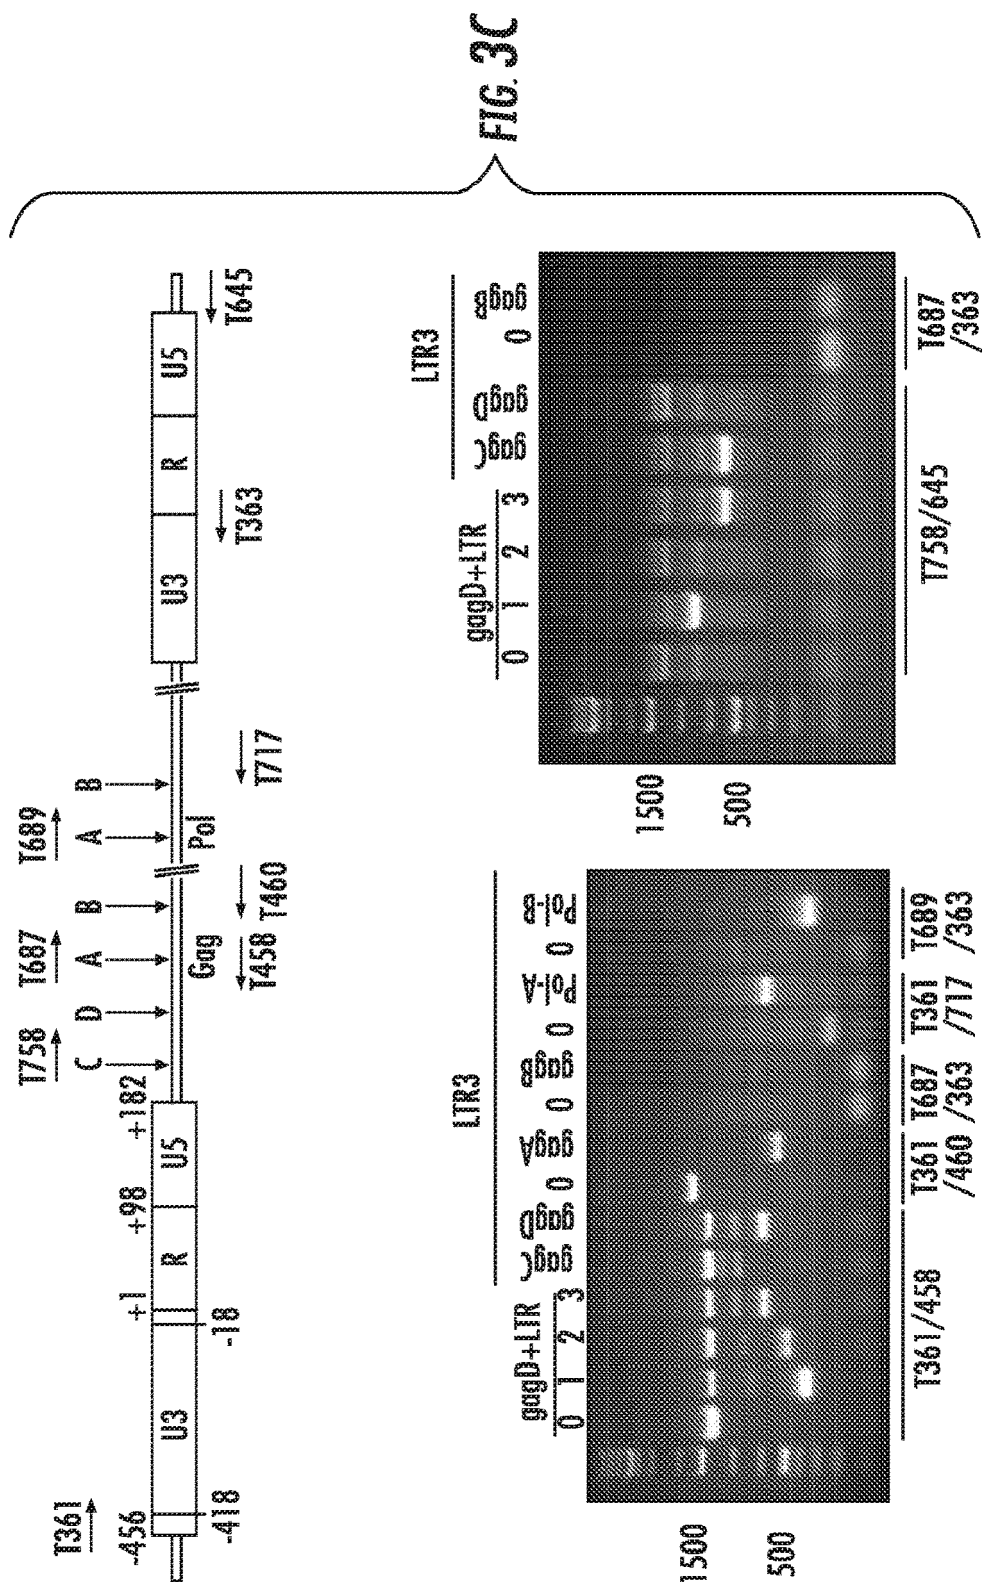 FIG. 3C
T361
T758
T687
T689
-456
+1
+98
+182
C
D
A
B
A
B
U3
R
U5
Gag
Pol
U3
R
U5
-418
-18
T458
T460
T717
T363
T645
LTR3
gagD+LTR
0 1 2 3 gagC gagD 0 gagA 0 gagB 0 Pol-A 0 Pol-B
1500
500
T361/458
T361
/460
T687
/363
T361
/717
T689
/363
LTR3
gagD+LTR
0 1 2 3 gagC gagD 0 gagB
1500
500
T758/645
T687
/363